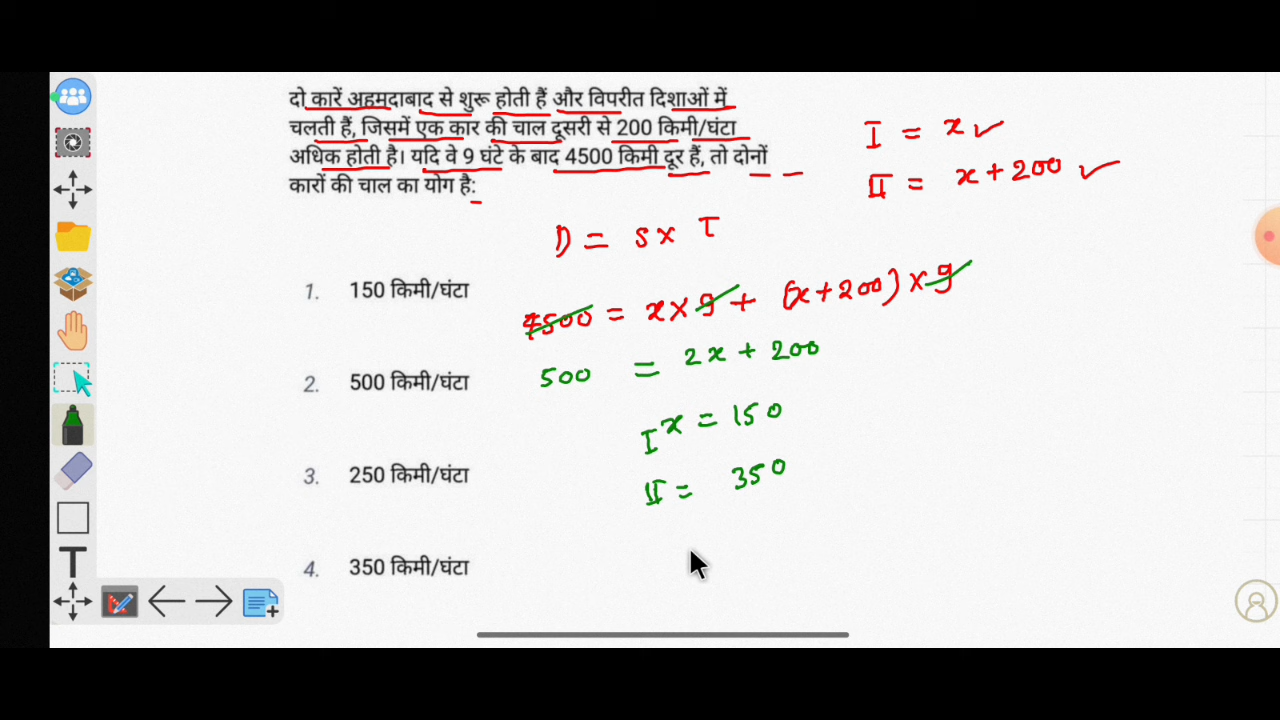 दो कारें अहमदाबाद से शुरू होती हैं और विपरीत दिशाओं में
चलती हैं, जिसमें एक कार की चाल दूसरी से 200 किमी/घंटा
अधिक होती है। यदि वे 9 घंटे के बाद 4500 किमी दूर हैं, तो दोनों
कारों की चाल का योग है:
I = x ✓
II = x + 200 ✓
D = S x T
4500 = x x 9 + (x + 200) x 9
500 = 2x + 200
I x = 150
II = 350
1. 150 किमी/घंटा
2. 500 किमी/घंटा
3. 250 किमी/घंटा
4. 350 किमी/घंटा
T